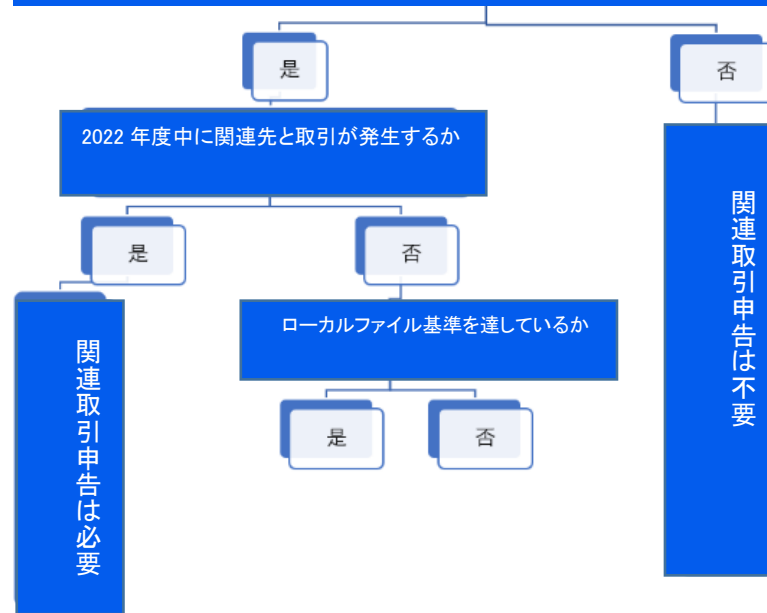 是
否
2022 年度中に関連先と取引が発生するか
是
否
関連取引申告は不要
ローカルファイル基準を達しているか
関連取引申告は必要
是
否